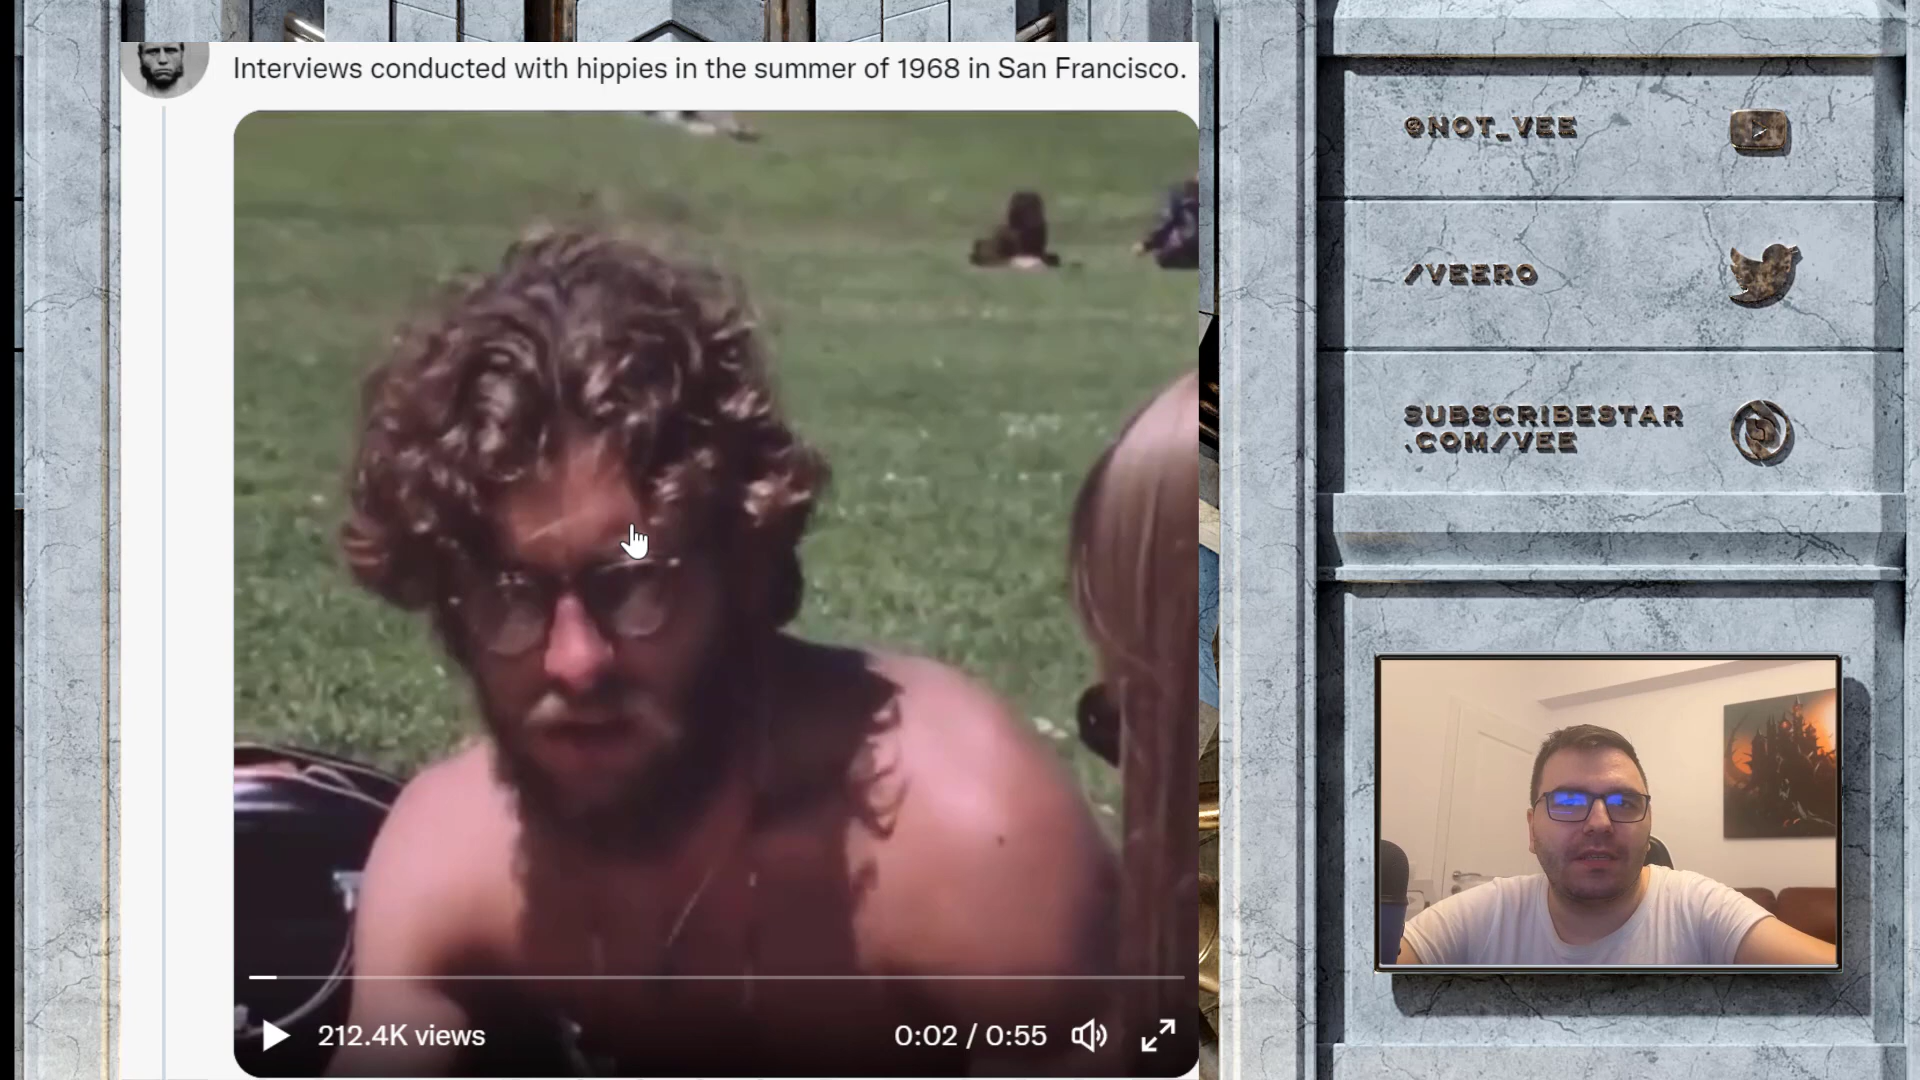 Interviews conducted with hippies in the summer of 1968 in San Francisco.
212.4K views
0:02 / 0:55
@NOT_VEE
/VEERO
SUBSCRIBESTAR
.COM/VEE